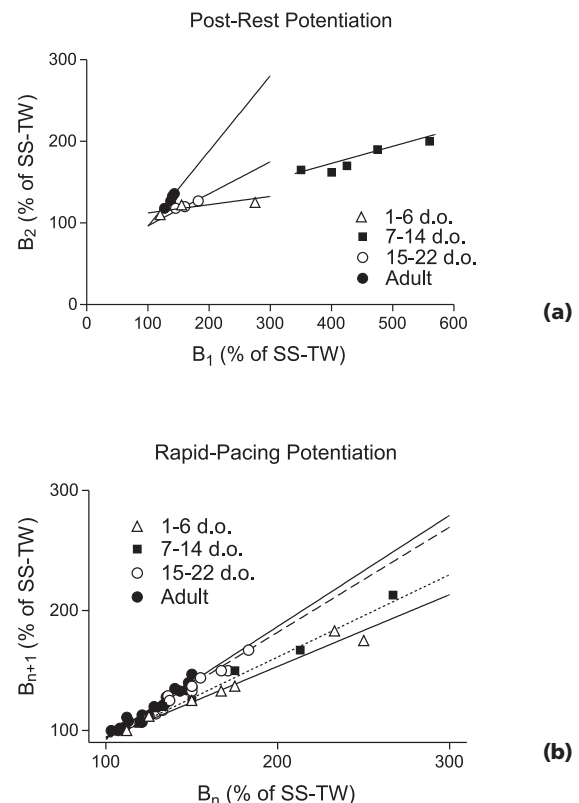 Post-Rest Potentiation
B₂ (% of SS-TW)
300
200
100
0
0 100 200 300 400 500 600
B₁ (% of SS-TW)
1-6 d.o.
7-14 d.o.
15-22 d.o.
Adult
(a)
Rapid-Pacing Potentiation
Bₙ₊₁ (% of SS-TW)
300
200
100
1-6 d.o.
7-14 d.o.
15-22 d.o.
Adult
100 200 300
Bₙ (% of SS-TW)
(b)